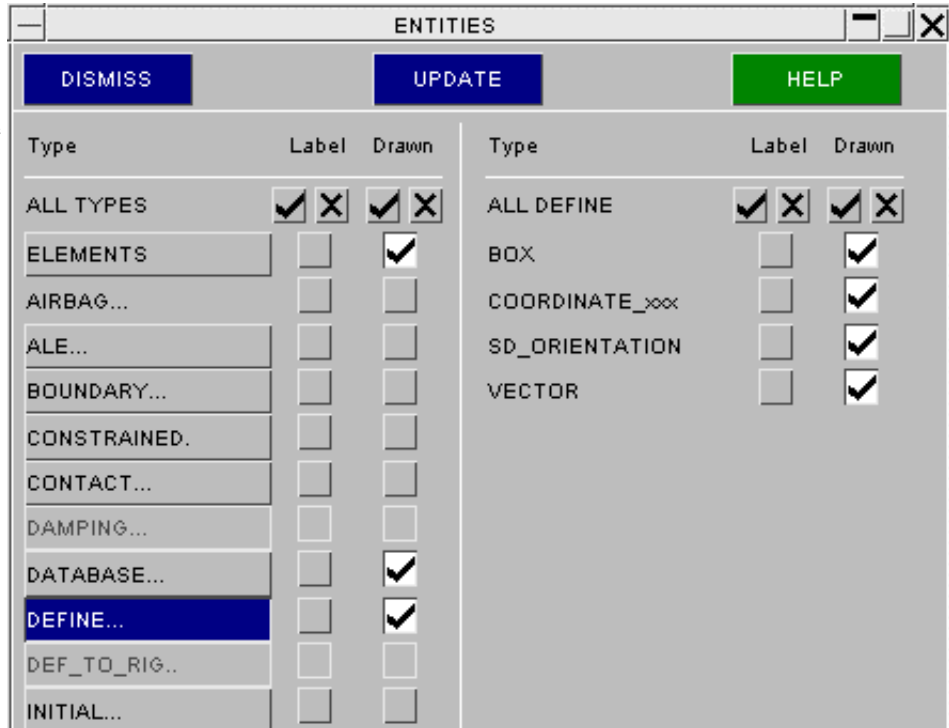 ENTITIES
DISMISS UPDATE HELP
Type Label Drawn Type Label Drawn
ALL TYPES ALL DEFINE
ELEMENTS BOX
AIRBAG... COORDINATE_xxx
ALE... SD_ORIENTATION
BOUNDARY... VECTOR
CONSTRAINED.
CONTACT...
DAMPING...
DATABASE...
DEFINE...
DEF_TO_RIG..
INITIAL...